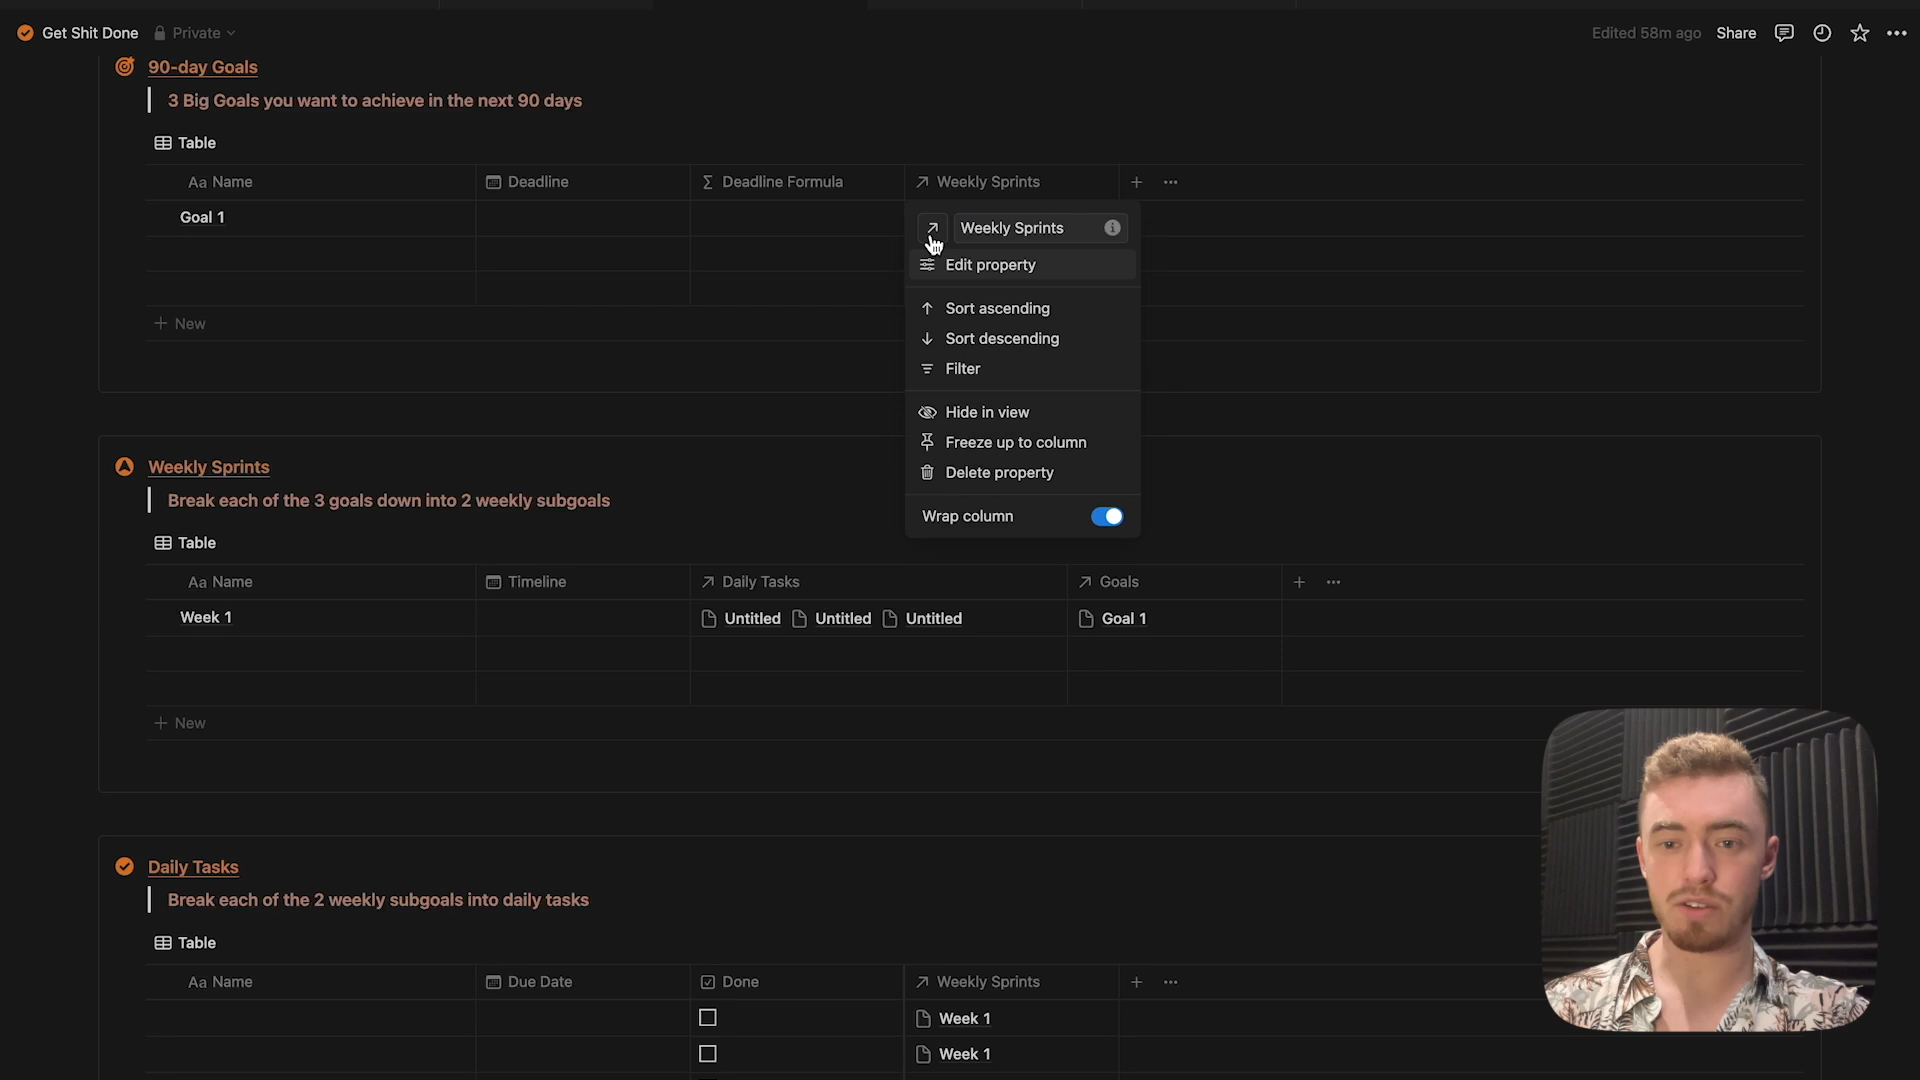 Get Shit Done Private
Edited 58m ago Share
90-day Goals
3 Big Goals you want to achieve in the next 90 days
Table
Aa Name Deadline Deadline Formula Weekly Sprints
Goal 1
Weekly Sprints
Edit property
Sort ascending
Sort descending
Filter
Hide in view
Freeze up to column
Delete property
Wrap column
New
Weekly Sprints
Break each of the 3 goals down into 2 weekly subgoals
Table
Aa Name Timeline Daily Tasks Goals
Week 1 Untitled Untitled Untitled Goal 1
New
Daily Tasks
Break each of the 2 weekly subgoals into daily tasks
Table
Aa Name Due Date Done Weekly Sprints
Week 1
Week 1